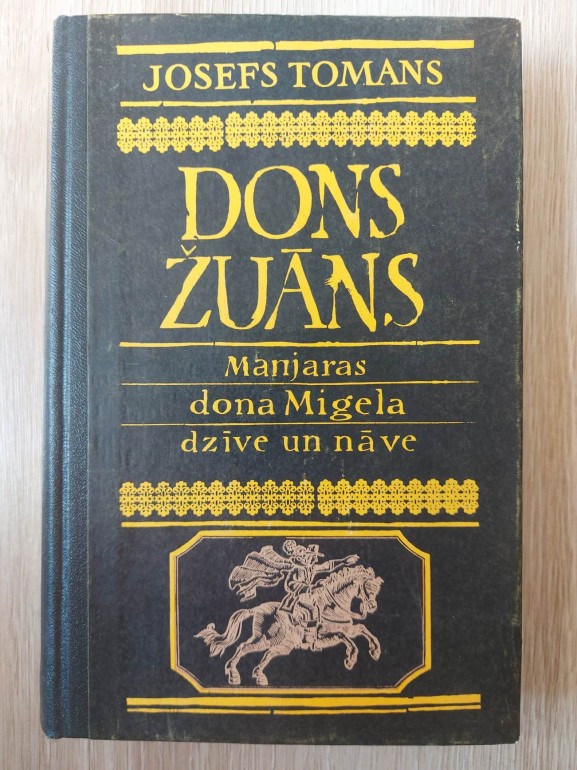 JOSEFS TOMANS
DONS
ŽUĀNS
Manjaras
dona Migela
dzīve un nāve